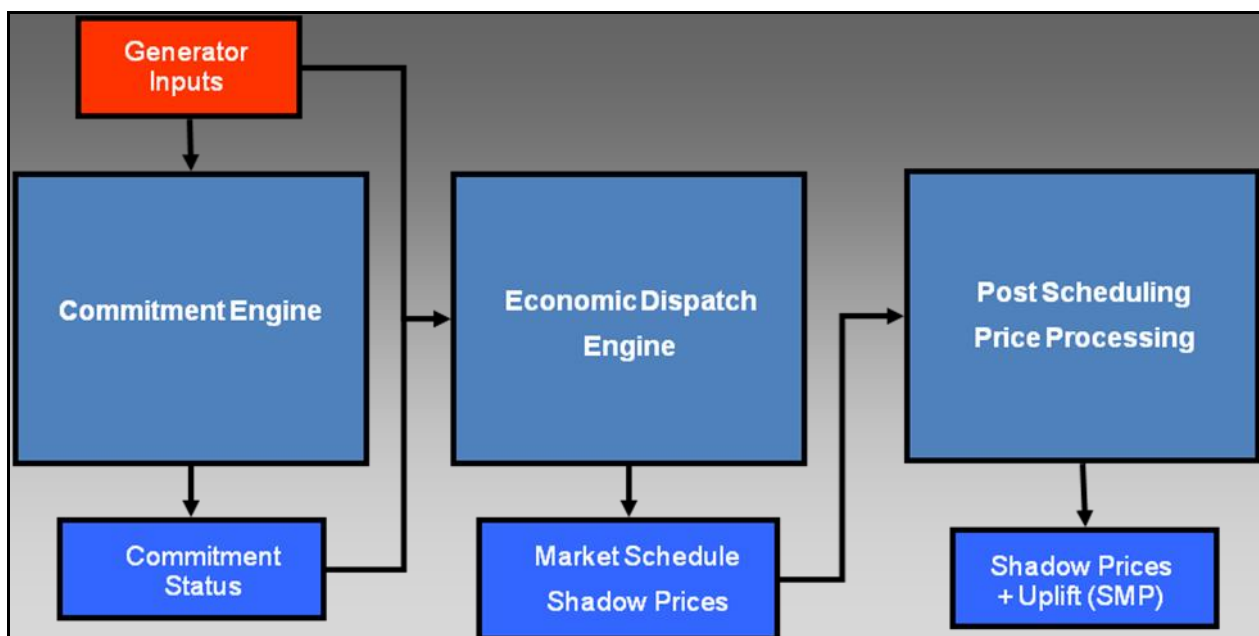 Generator
Inputs
Commitment Engine
Commitment
Status
Economic Dispatch
Engine
Market Schedule
Shadow Prices
Post Scheduling
Price Processing
Shadow Prices
+ Uplift (SMP)